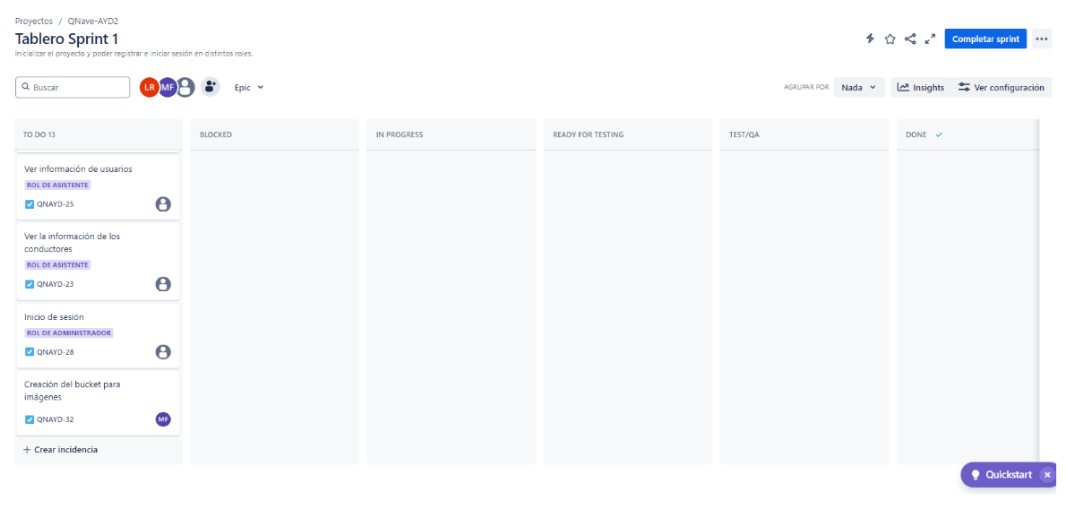 Proyectos / QNave-AYD2
Tablero Sprint 1
Inicializar el proyecto y poder registrar e iniciar sesión en distintos roles.
Completar sprint
Buscar
LR MF
Epic
AGRUPAR POR Nada
Insights
Ver configuración
TO DO 13
BLOCKED
IN PROGRESS
READY FOR TESTING
TEST/QA
DONE
Ver información de usuarios
ROL DE ASISTENTE
QNAYD-25
Ver la información de los
conductores
ROL DE ASISTENTE
QNAYD-23
Inicio de sesión
ROL DE ADMINISTRADOR
QNAYD-28
Creación del bucket para
imágenes
QNAYD-32
MF
+ Crear incidencia
Quickstart